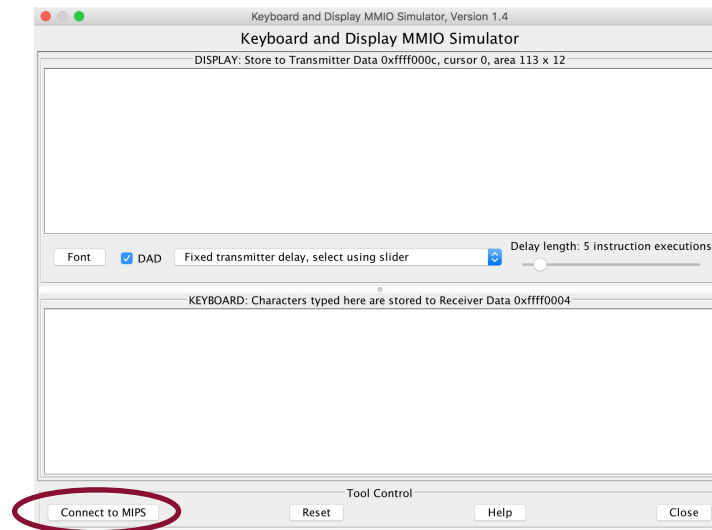 Keyboard and Display MMIO Simulator, Version 1.4
Keyboard and Display MMIO Simulator
DISPLAY: Store to Transmitter Data 0xffff000c, cursor 0, area 113 x 12
Font DAD Fixed transmitter delay, select using slider Delay length: 5 instruction executions
KEYBOARD: Characters typed here are stored to Receiver Data 0xffff0004
Tool Control
Connect to MIPS Reset Help Close